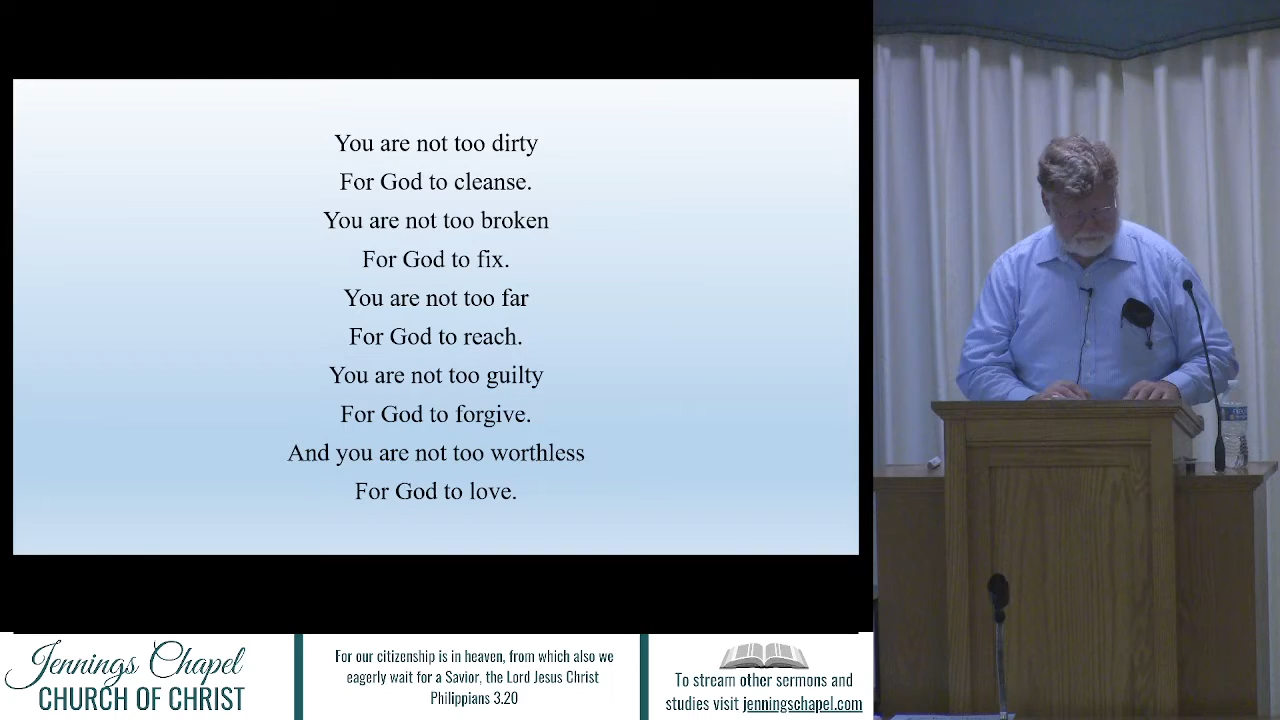 You are not too dirty
For God to cleanse.
You are not too broken
For God to fix.
You are not too far
For God to reach.
You are not too guilty
For God to forgive.
And you are not too worthless
For God to love.
Jennings Chapel
CHURCH OF CHRIST
For our citizenship is in heaven, from which also we
eagerly wait for a Savior, the Lord Jesus Christ
Philippians 3.20
To stream other sermons and
studies visit jenningschapel.com